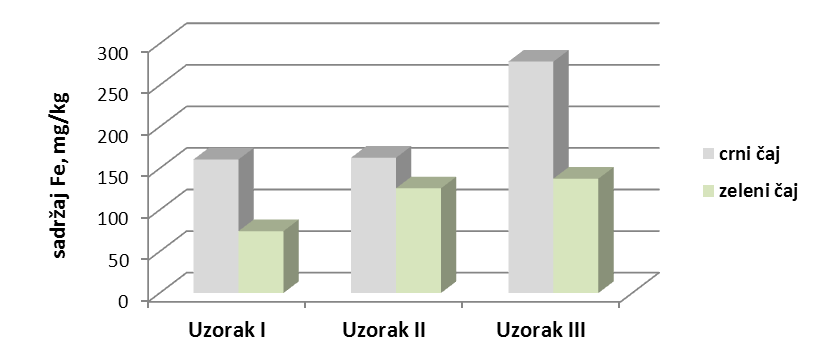 sadržaj Fe, mg/kg
300
250
200
150
100
50
0
Uzorak I
Uzorak II
Uzorak III
crni čaj
zeleni čaj